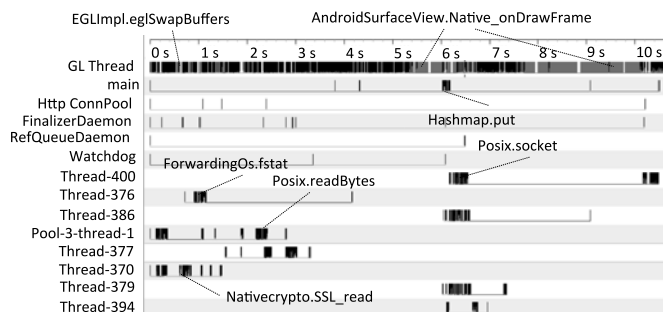 EGLImpl.eglSwapBuffers
AndroidSurfaceView.Native_onDrawFrame
0 s 1 s 2 s 3 s 4 s 5 s 6 s 7 s 8 s 9 s 10 s
GL Thread
main
Http ConnPool
FinalizerDaemon
Hashmap.put
RefQueueDaemon
Posix.socket
Watchdog
ForwardingOs.fstat
Thread-400
Posix.readBytes
Thread-376
Thread-386
Pool-3-thread-1
Thread-377
Thread-370
Thread-379
Nativecrypto.SSL_read
Thread-394